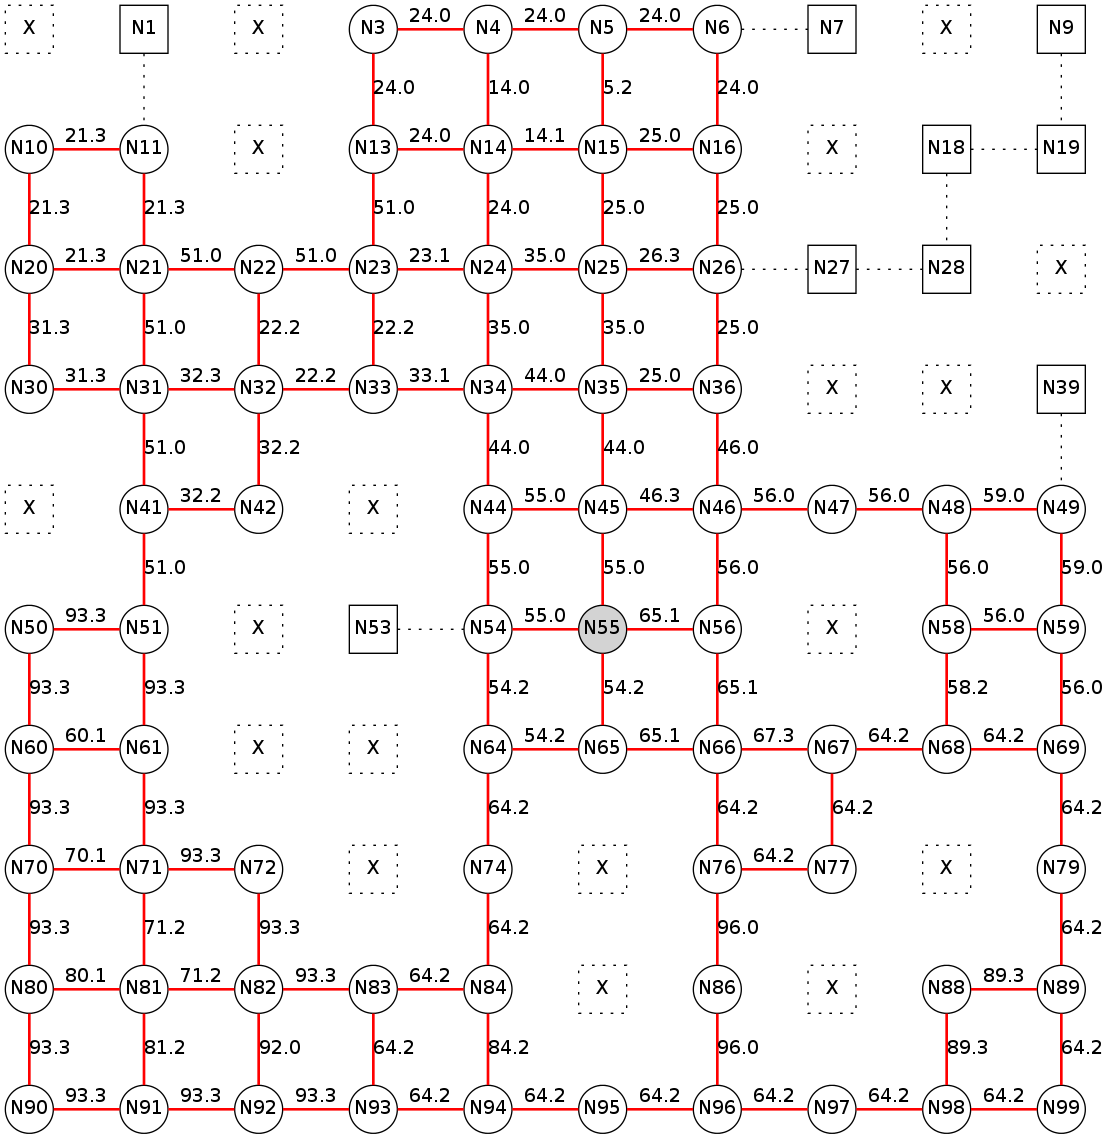 X N1 X N3 24.0 N4 24.0 N5 24.0 N6 N7 X N9
24.0 14.0 5.2 24.0
N10 21.3 N11 X N13 24.0 N14 14.1 N15 25.0 N16 X N18 N19
21.3 21.3 51.0 24.0 25.0 25.0
N20 21.3 N21 51.0 N22 51.0 N23 23.1 N24 35.0 N25 26.3 N26 N27 N28 X
31.3 51.0 22.2 22.2 35.0 35.0 25.0
N30 31.3 N31 32.3 N32 22.2 N33 33.1 N34 44.0 N35 25.0 N36 X X N39
51.0 32.2 44.0 44.0 46.0
X N41 32.2 N42 X N44 55.0 N45 46.3 N46 56.0 N47 56.0 N48 59.0 N49
51.0 55.0 55.0 56.0 56.0 59.0
N50 93.3 N51 X N53 N54 55.0 N55 65.1 N56 X N58 56.0 N59
93.3 93.3 54.2 54.2 65.1 58.2 56.0
N60 60.1 N61 X X N64 54.2 N65 65.1 N66 67.3 N67 64.2 N68 64.2 N69
93.3 93.3 64.2 64.2 64.2 64.2
N70 70.1 N71 93.3 N72 X N74 X N76 64.2 N77 X N79
93.3 71.2 93.3 64.2 96.0 64.2
N80 80.1 N81 71.2 N82 93.3 N83 64.2 N84 X N86 X N88 89.3 N89
93.3 81.2 92.0 64.2 84.2 96.0 89.3 64.2
N90 93.3 N91 93.3 N92 93.3 N93 64.2 N94 64.2 N95 64.2 N96 64.2 N97 64.2 N98 64.2 N99